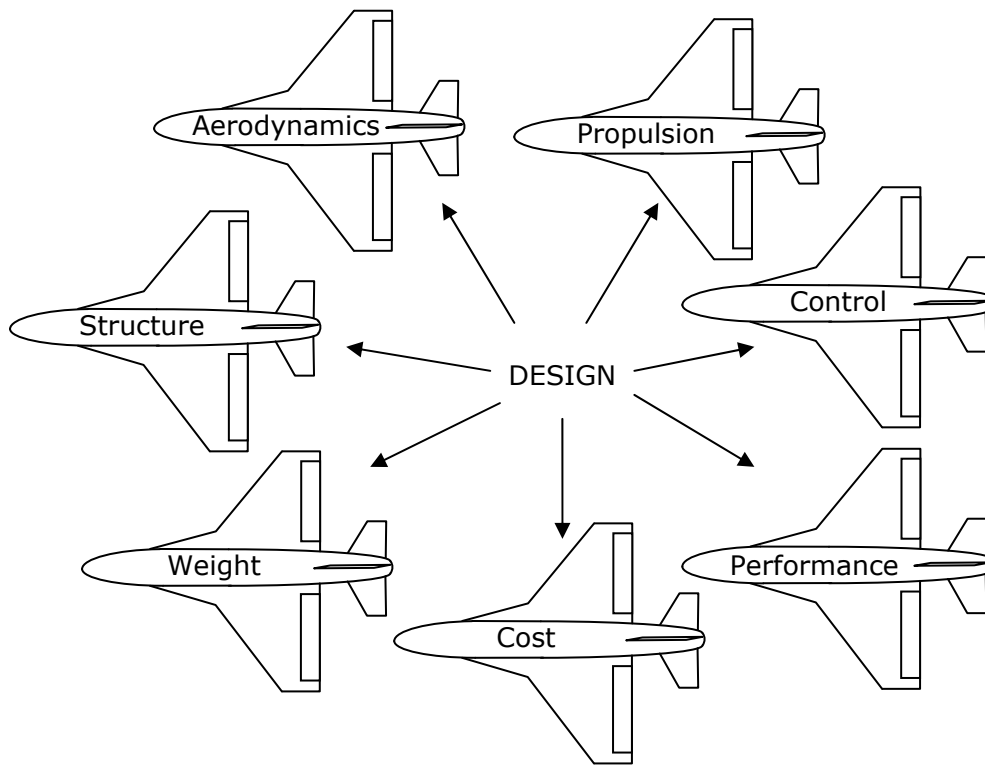 Aerodynamics
Propulsion
Structure
Control
DESIGN
Weight
Performance
Cost